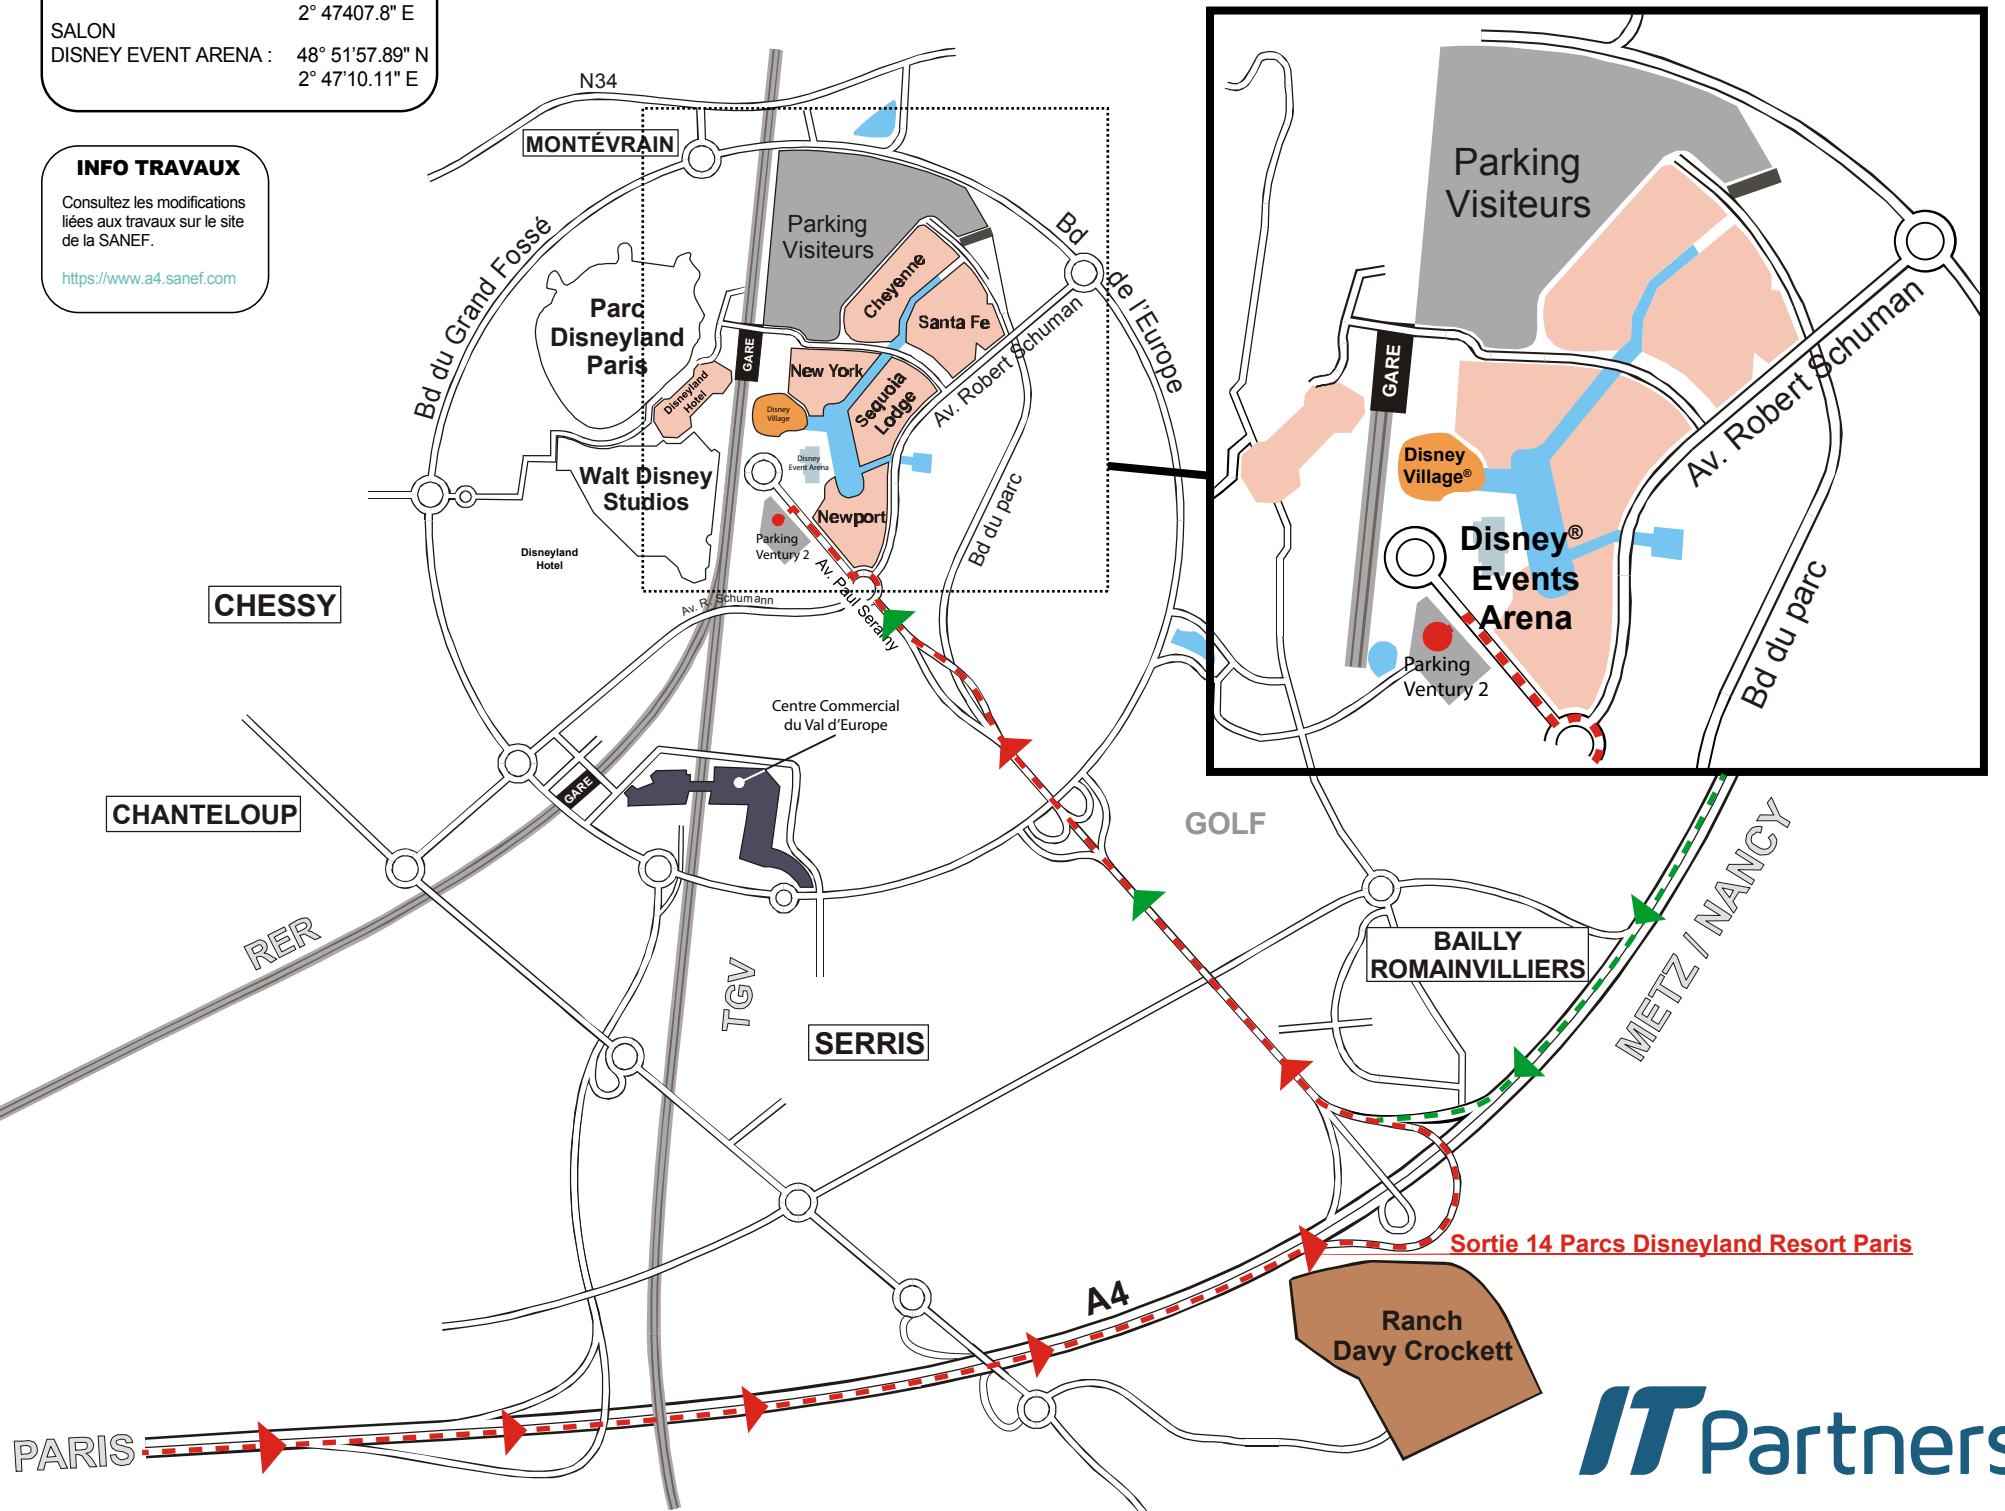 2° 47407.8" E
SALON
DISNEY EVENT ARENA : 48° 51'57.89" N
2° 47'10.11" E
INFO TRAVAUX
Consultez les modifications
liées aux travaux sur le site
de la SANEF.
https://www.a4.sanef.com
N34
MONTÉVRAIN
Bd du Grand Fossé
Bd de l'Europe
Parking
Visiteurs
Parc
Disneyland
Paris
Cheyenne
Santa Fe
GARE
New York
Disneyland
Hotel
Disney
Village
Sequoia
Lodge
Av. Robert Schuman
Disney
Event Arena
Walt Disney
Studios
Newport
Parking
Ventury 2
Disneyland
Hotel
Bd du parc
Av. Paul Séramy
Av. R. Schumann
CHESSY
Centre Commercial
du Val d'Europe
GARE
CHANTELOUP
RER
TGV
SERRIS
GOLF
BAILLY
ROMAINVILLIERS
METZ / NANCY
Sortie 14 Parcs Disneyland Resort Paris
A4
Ranch
Davy Crockett
PARIS
IT Partners
Parking
Visiteurs
GARE
Av. Robert Schuman
Disney
Village®
Disney®
Events
Arena
Parking
Ventury 2
Bd du parc